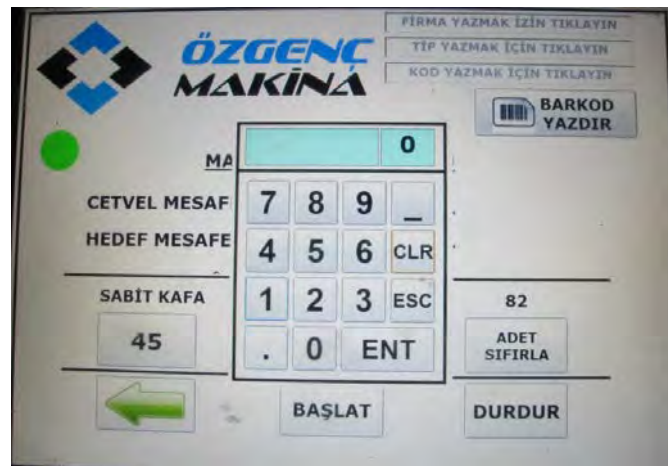 FİRMA YAZMAK İZİN TIKLAYIN
TİP YAZMAK İÇİN TIKLAYIN
KOD YAZMAK İÇİN TIKLAYIN
ÖZGENÇ
MAKİNA
BARKOD
YAZDIR
MA
0
CETVEL MESAF
7 8 9 _
HEDEF MESAFE
4 5 6 CLR
SABİT KAFA
1 2 3 ESC
82
45
. 0 ENT
ADET
SIFIRLA
BAŞLAT
DURDUR